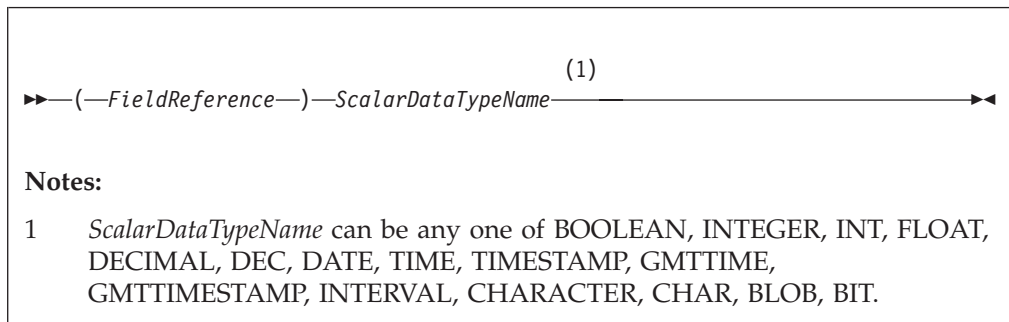 (1)
( FieldReference ) ScalarDataTypeName
Notes:
1 ScalarDataTypeName can be any one of BOOLEAN, INTEGER, INT, FLOAT,
DECIMAL, DEC, DATE, TIME, TIMESTAMP, GMTTIME,
GMTTIMESTAMP, INTERVAL, CHARACTER, CHAR, BLOB, BIT.